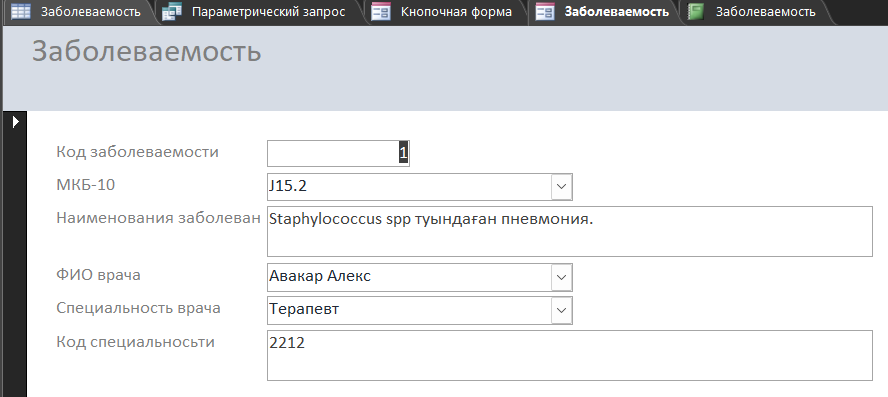 Заболеваемость Параметрический запрос Кнопочная форма Заболеваемость Заболеваемость
Заболеваемость
Код заболеваемости 1
МКБ-10 J15.2
Наименования заболеван Staphylococcus spp туындаған пневмония.
ФИО врача Авакар Алекс
Специальность врача Терапевт
Код специальносьти 2212